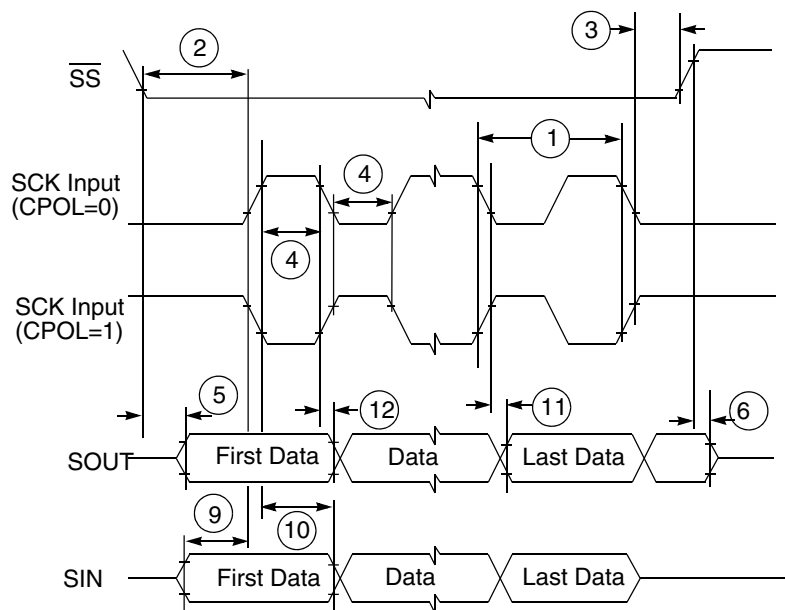 2
3
SS
1
SCK Input
(CPOL=0)
4
4
SCK Input
(CPOL=1)
5
12
11
6
SOUT
First Data
Data
Last Data
9
10
SIN
First Data
Data
Last Data